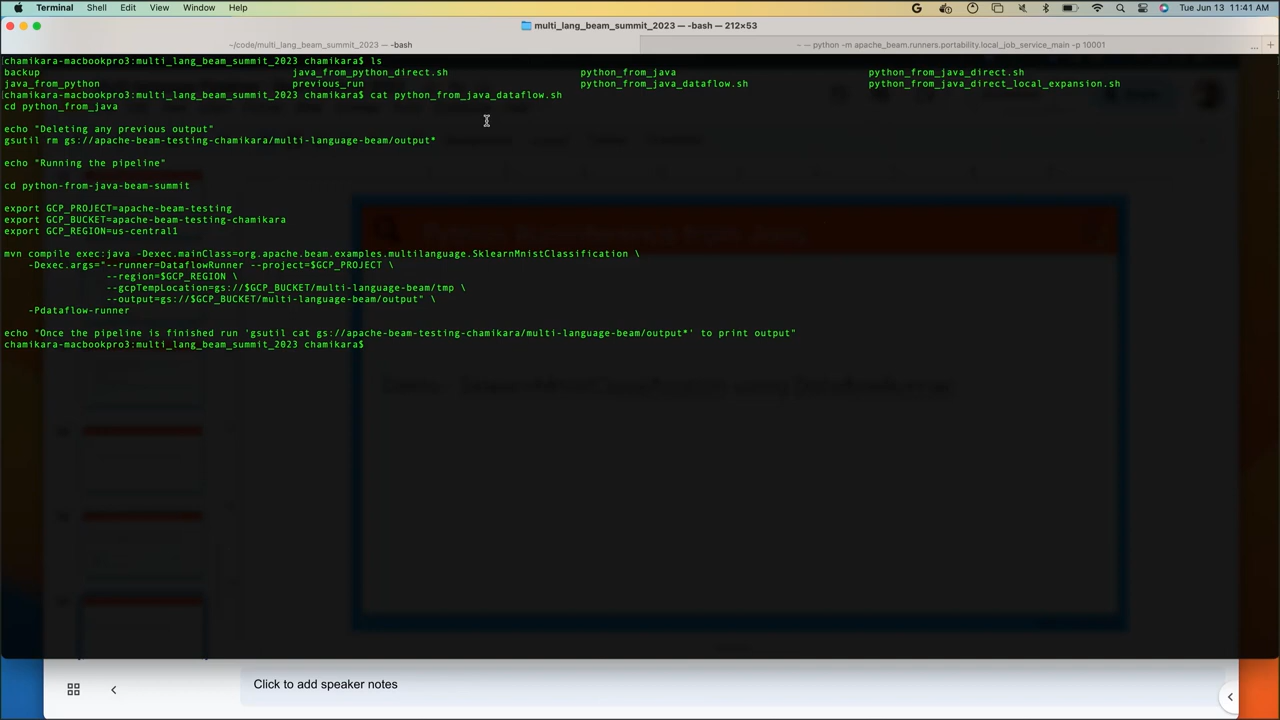 Terminal Shell Edit View Window Help Tue Jun 13 11:41 AM
multi_lang_beam_summit_2023 — -bash — 212×53
~/code/multi_lang_beam_summit_2023 — -bash
~ — python -m apache_beam.runners.portability.local_job_service_main -p 10001 ... +
[chamikara-macbookpro3:multi_lang_beam_summit_2023 chamikara$ ls
backup java_from_python_direct.sh python_from_java python_from_java_direct.sh
java_from_python previous_run python_from_java_dataflow.sh python_from_java_direct_local_expansion.sh
[chamikara-macbookpro3:multi_lang_beam_summit_2023 chamikara$ cat python_from_java_dataflow.sh
cd python_from_java
echo "Deleting any previous output"
gsutil rm gs://apache-beam-testing-chamikara/multi-language-beam/output*
echo "Running the pipeline"
cd python-from-java-beam-summit
export GCP_PROJECT=apache-beam-testing
export GCP_BUCKET=apache-beam-testing-chamikara
export GCP_REGION=us-central1
mvn compile exec:java -Dexec.mainClass=org.apache.beam.examples.multilanguage.SklearnMnistClassification \
-Dexec.args="--runner=DataflowRunner --project=$GCP_PROJECT \
--region=$GCP_REGION \
--gcpTempLocation=gs://$GCP_BUCKET/multi-language-beam/tmp \
--output=gs://$GCP_BUCKET/multi-language-beam/output" \
-Pdataflow-runner
echo "Once the pipeline is finished run 'gsutil cat gs://apache-beam-testing-chamikara/multi-language-beam/output*' to print output"
chamikara-macbookpro3:multi_lang_beam_summit_2023 chamikara$
Click to add speaker notes